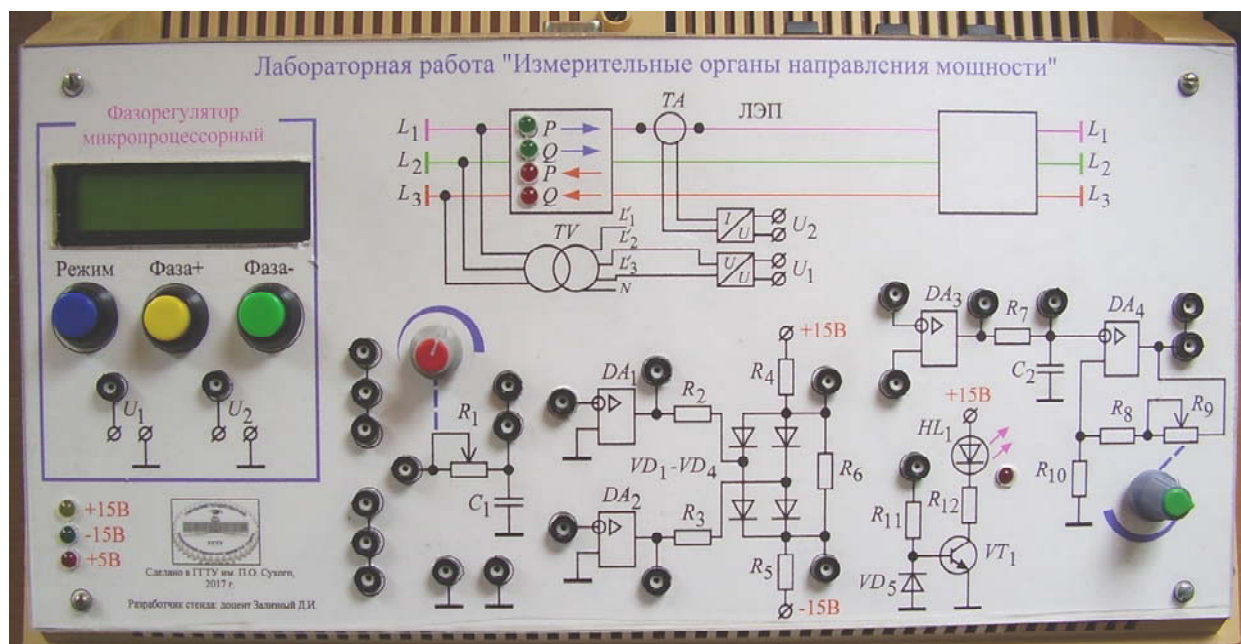 Лабораторная работа "Измерительные органы направления мощности"
Фазорегулятор
микропроцессорный
Режим Фаза+ Фаза-
U1 U2
+15В
-15В
+5В
Сделано в ГГТУ им. П.О. Сухого,
2017 г.
Разработчик стенда: доцент Заливный Д.И.
TA ЛЭП
L1 P L1
L2 Q L2
P
L3 Q L3
TV L'1 I/U U2
L'2
L'3 U/U U1
N
R1
C1
DA1 R2
DA2 R3
VD1-VD4
+15В
R4
R6
R5
-15В
DA3 R7 DA4
C2
+15В
HL1
R8 R9
R10
R11 R12
VD5 VT1